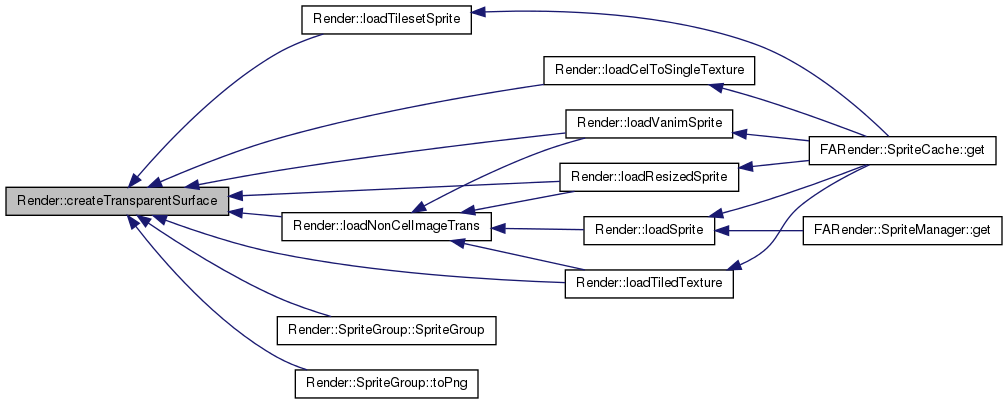 Render::loadTilesetSprite
Render::loadCelToSingleTexture
Render::loadVanimSprite
FARender::SpriteCache::get
Render::loadResizedSprite
Render::createTransparentSurface
Render::loadNonCelImageTrans
Render::loadSprite
FARender::SpriteManager::get
Render::loadTiledTexture
Render::SpriteGroup::SpriteGroup
Render::SpriteGroup::toPng